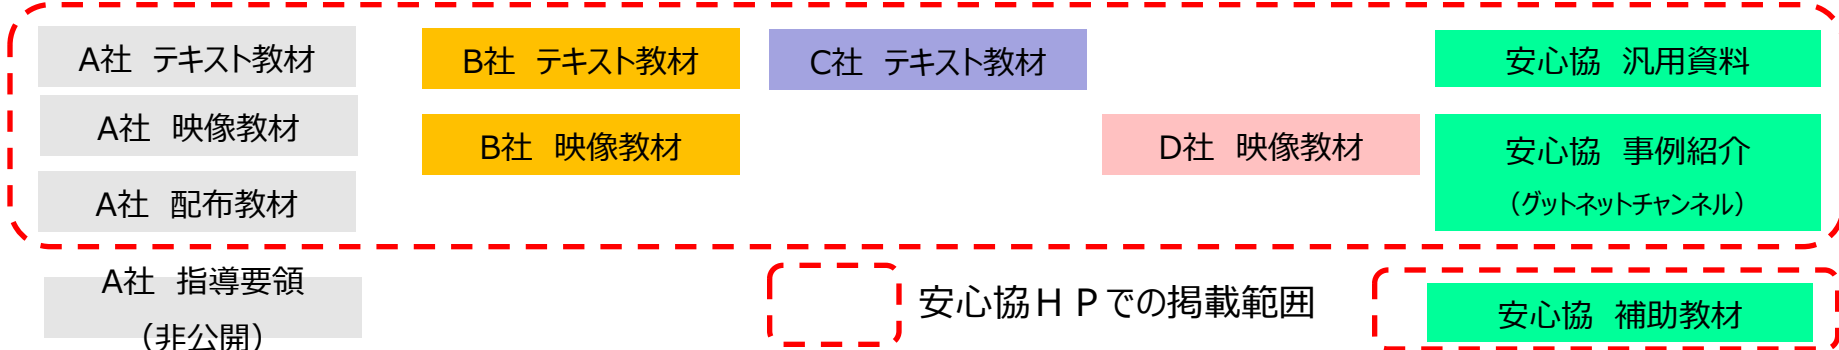 A社　テキスト教材
B社　テキスト教材
C社　テキスト教材
安心協　汎用資料
A社　映像教材
B社　映像教材
D社　映像教材
安心協　事例紹介
（グットネットチャンネル）
A社　配布教材
A社　指導要領
（非公開）
安心協ＨＰでの掲載範囲
安心協　補助教材